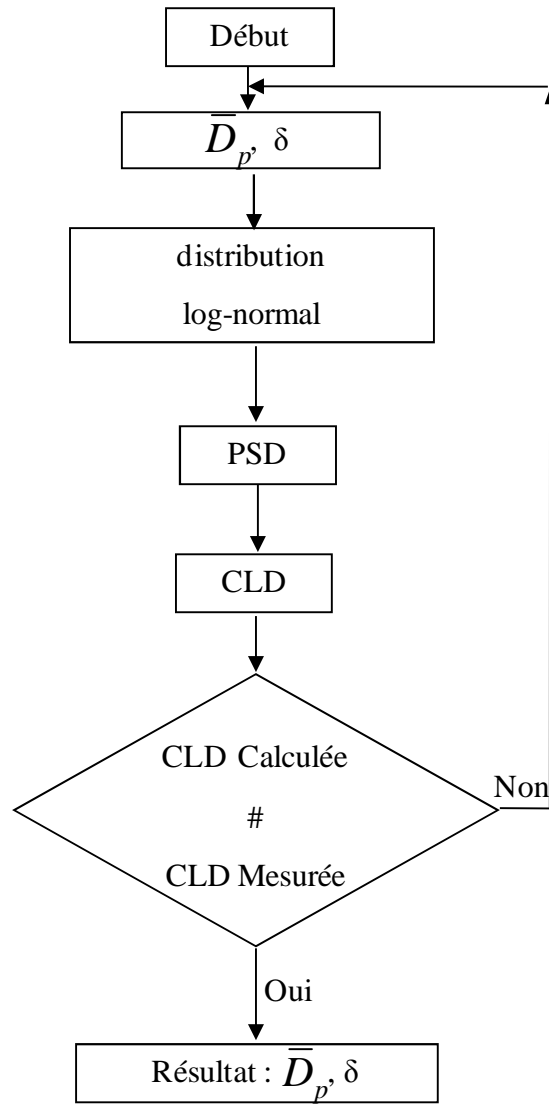 Début
D̅ₚ, δ
distribution
log-normal
PSD
CLD
CLD Calculée
#
CLD Mesurée
Non
Oui
Résultat : D̅ₚ, δ